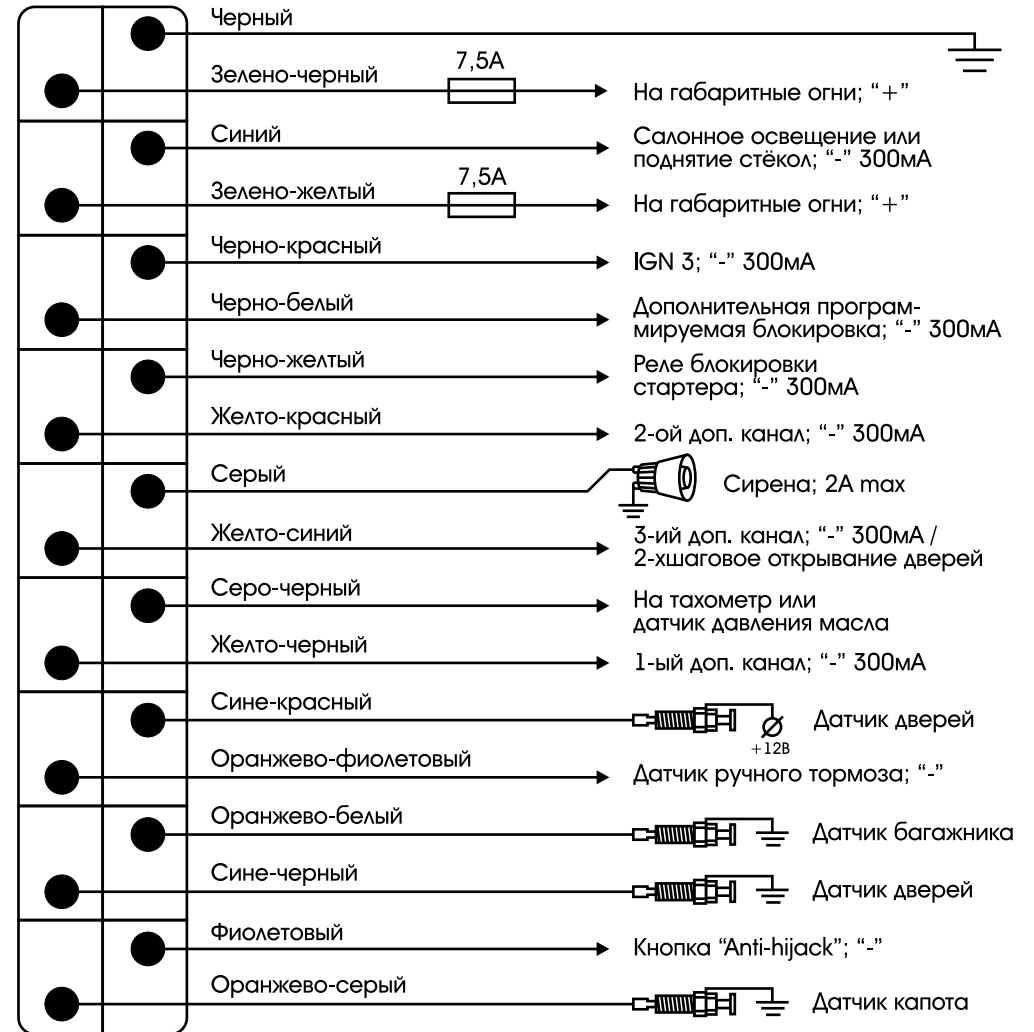 Черный
Зелено-черный
7,5А
На габаритные огни; “+”
Синий
Салонное освещение или
поднятие стёкол; “-” 300мА
Зелено-желтый
7,5А
На габаритные огни; “+”
Черно-красный
IGN 3; “-” 300мА
Черно-белый
Дополнительная програм-
мируемая блокировка; “-” 300мА
Черно-желтый
Реле блокировки
стартера; “-” 300мА
Желто-красный
2-ой доп. канал; “-” 300мА
Серый
Сирена; 2А max
Желто-синий
3-ий доп. канал; “-” 300мА /
2-хшаговое открывание дверей
Серо-черный
На тахометр или
датчик давления масла
Желто-черный
1-ый доп. канал; “-” 300мА
Сине-красный
+12В
Датчик дверей
Оранжево-фиолетовый
Датчик ручного тормоза; “-”
Оранжево-белый
Датчик багажника
Сине-черный
Датчик дверей
Фиолетовый
Кнопка “Anti-hijack”; “-”
Оранжево-серый
Датчик капота